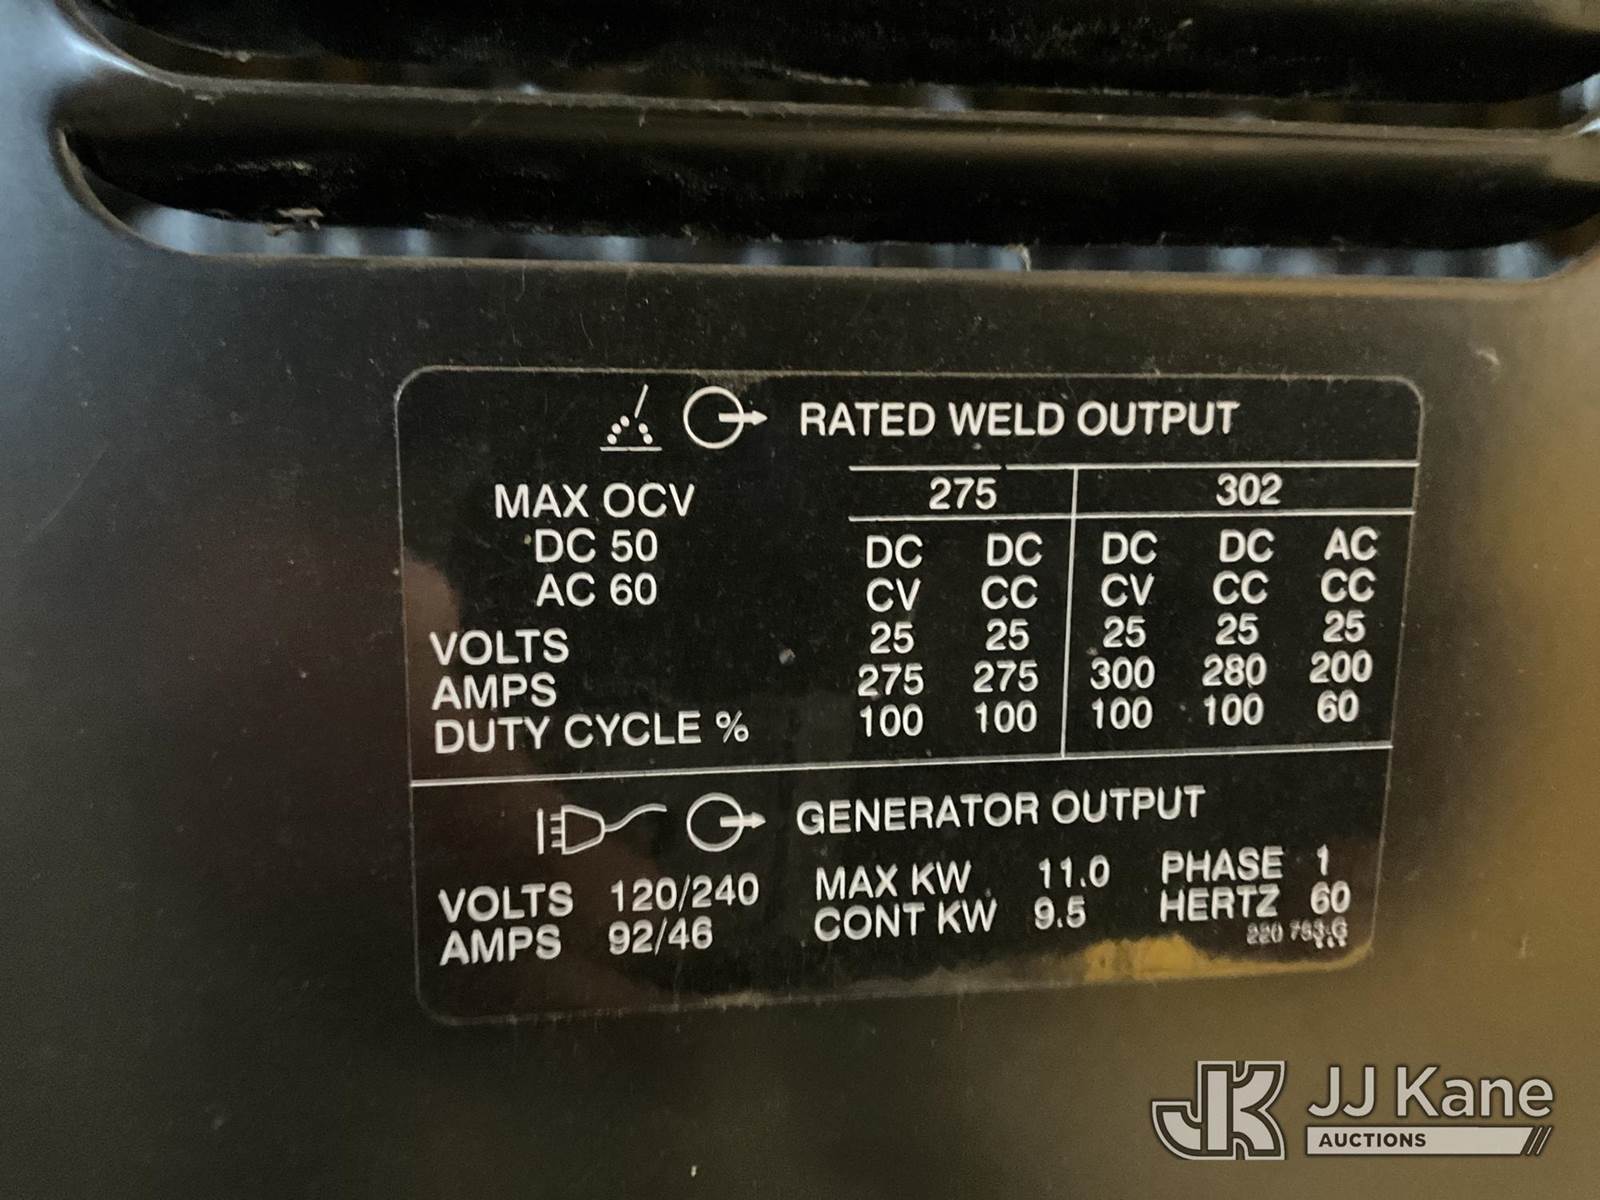 RATED WELD OUTPUT
275 302
MAX OCV
DC 50
AC 60
DC DC DC DC AC
CV CC CV CC CC
VOLTS 25 25 25 25 25
AMPS 275 275 300 280 200
DUTY CYCLE % 100 100 100 100 60
GENERATOR OUTPUT
VOLTS 120/240 MAX KW 11.0 PHASE 1
AMPS 92/46 CONT KW 9.5 HERTZ 60
220
JK JJ Kane
AUCTIONS